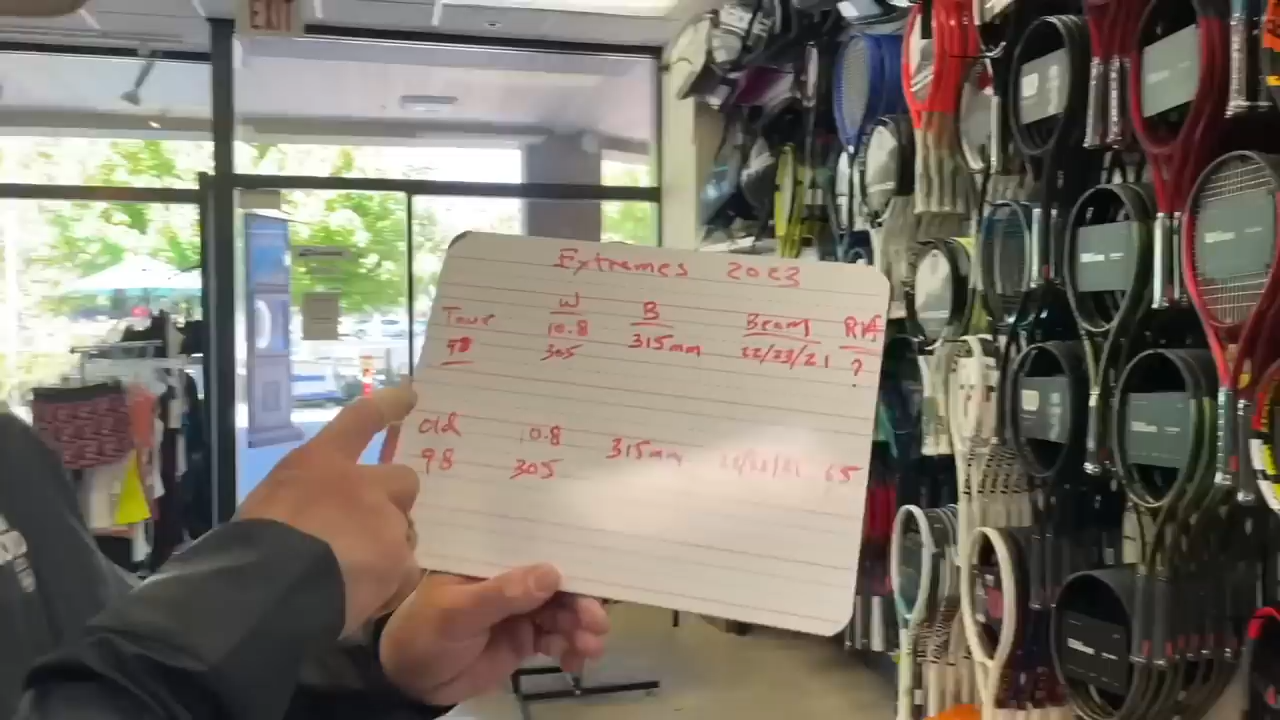 EXIT
Extremes 2023
W B Beam RA
Tour 10.8 315mm 22/23/21 ?
98 305
Old 10.8 315mm 65
98 305
Wilson